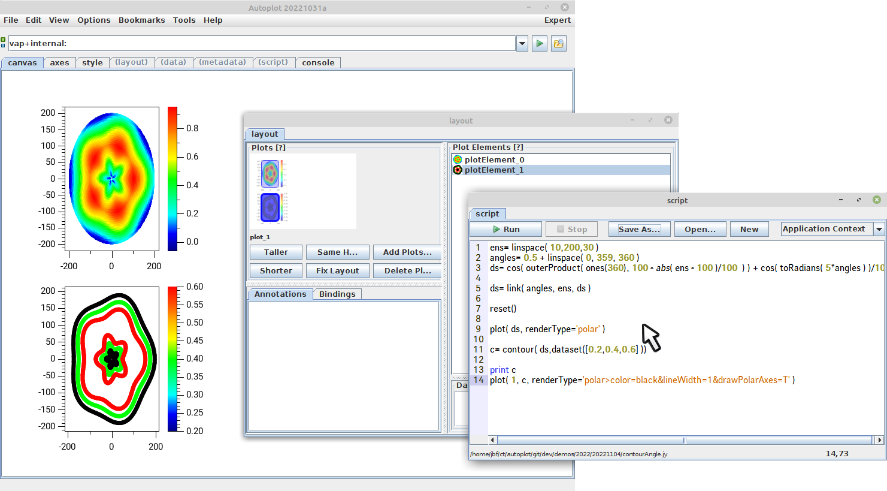 Autoplot 20221031a
File Edit View Options Bookmarks Tools Help Expert
vap+internal:
canvas axes style (layout) (data) (metadata) (script) console
200
150
100
50
0
-50
-100
-150
-200
200 0 200
0.8
0.6
0.4
0.2
0.0
200
150
100
50
0
-50
-100
-150
-200
200 0 200
0.60
0.55
0.50
0.45
0.40
0.35
0.30
0.25
0.20
layout
layout
Plots [?]
plot_1
Taller Same H... Add Plots...
Shorter Fix Layout Delete Pl...
Annotations Bindings
Plot Elements [?]
plotElement_0
plotElement_1
Da
script
script
Run Stop Save As... Open... New Application Context
1 ens= linspace( 10,200,30 )
2 angles= 0.5 + linspace( 0, 359, 360 )
3 ds= cos( outerProduct( ones(360), 100 - abs( ens - 100 )/100 ) ) + cos( toRadians( 5*angles ) )/10
4
5 ds= link( angles, ens, ds )
6
7 reset()
8
9 plot( ds, renderType='polar' )
10
11 c= contour( ds,dataset([0.2,0.4,0.6] ))
12
13 print c
14 plot( 1, c, renderType='polar>color=black&lineWidth=1&drawPolarAxes=T' )
/home/jbf/ct/autoplot/git/dev/demos/2022/20221104/contourAngle.jy 14,73